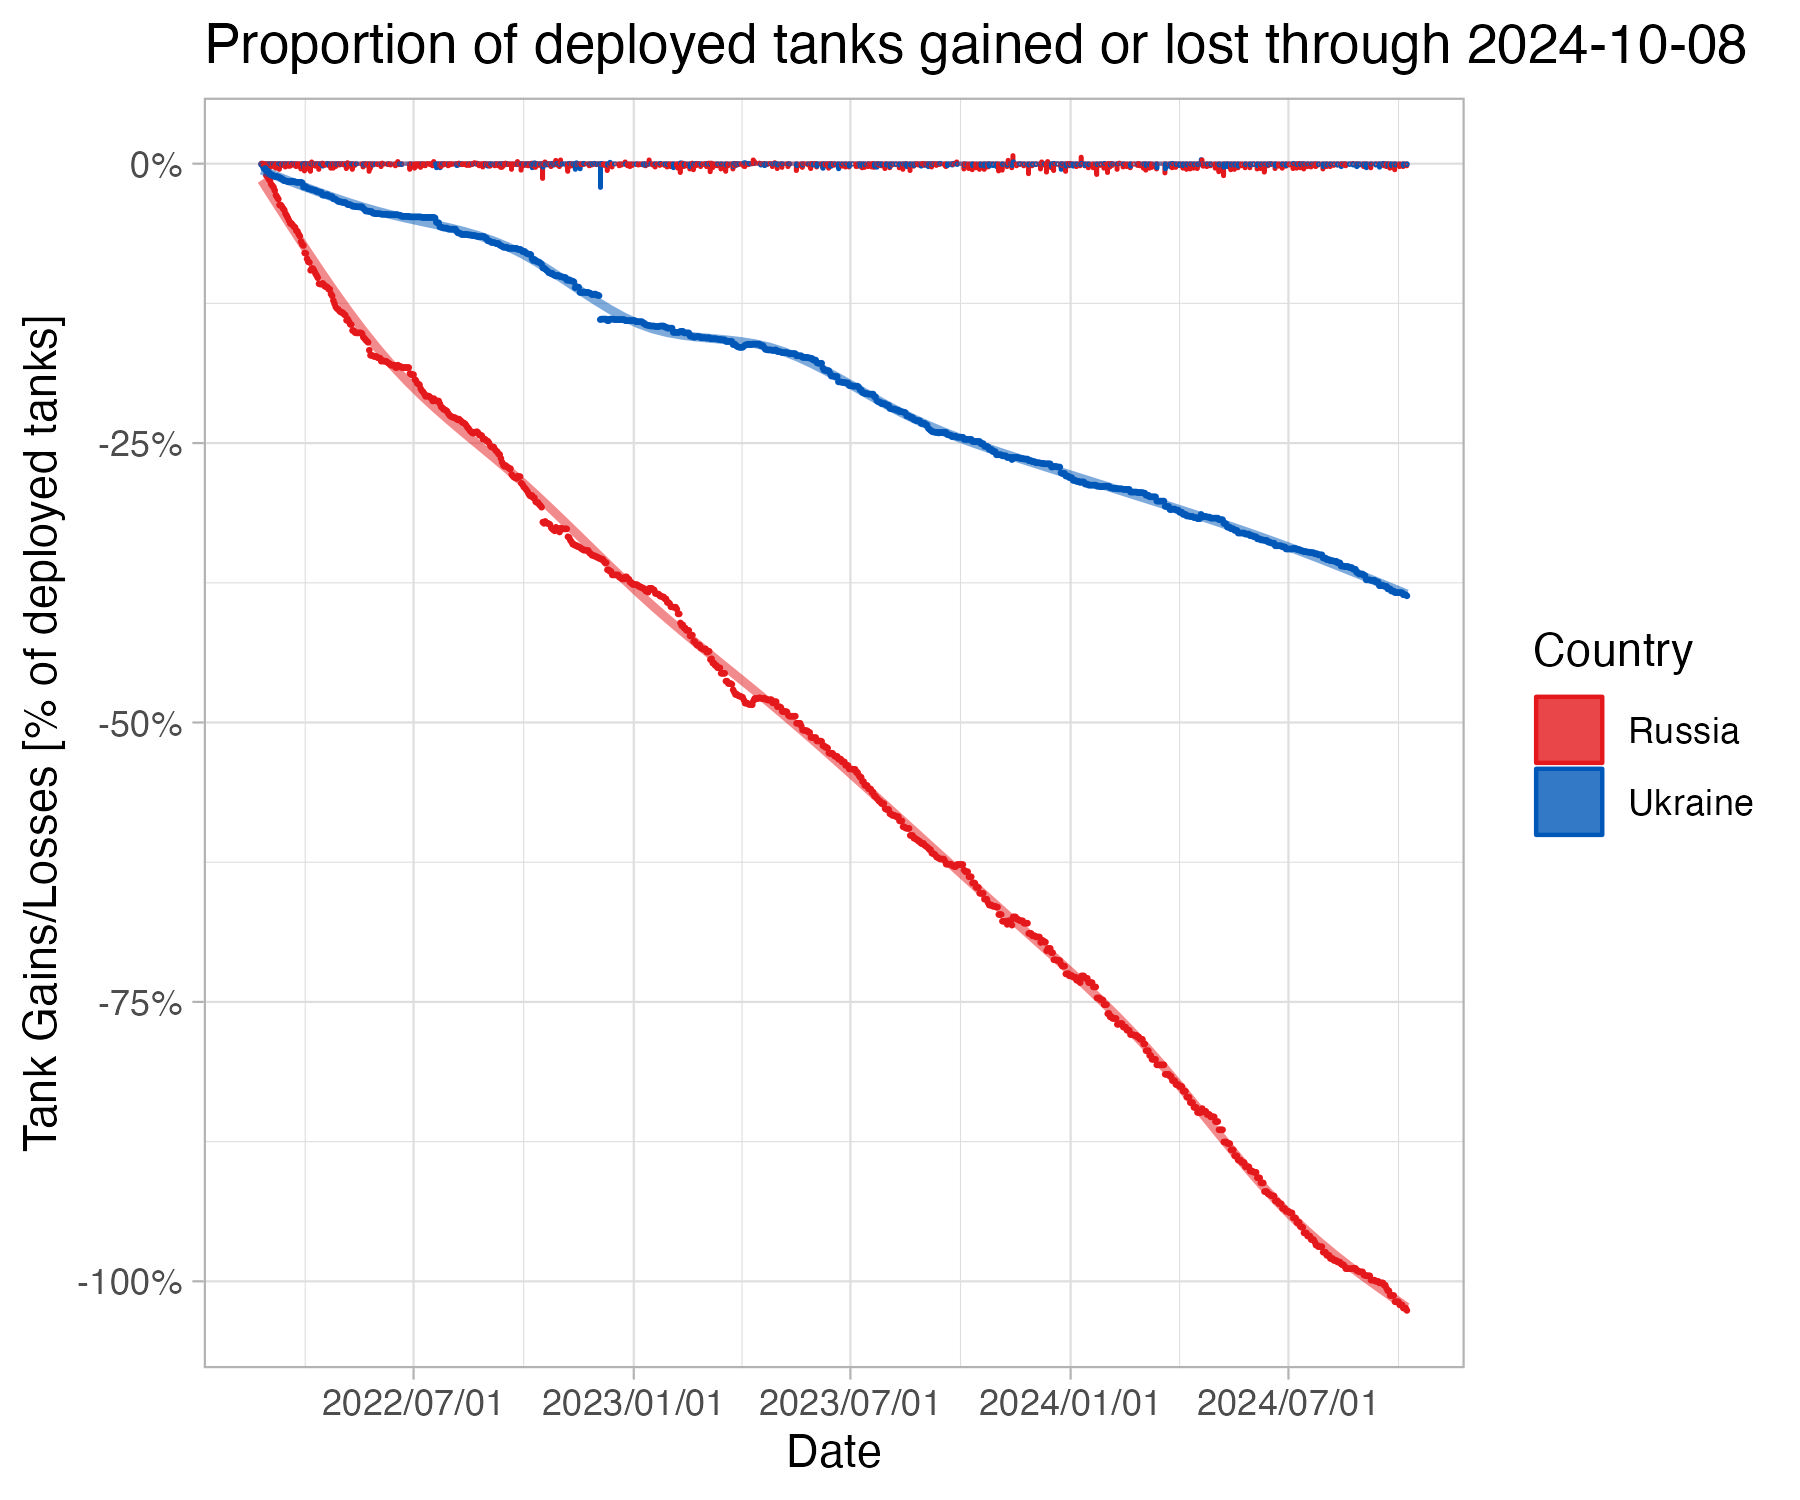 Proportion of deployed tanks gained or lost through 2024-10-08
Tank Gains/Losses [% of deployed tanks]
0%
-25%
-50%
-75%
-100%
2022/07/01
2023/01/01
2023/07/01
2024/01/01
2024/07/01
Date
Country
Russia
Ukraine